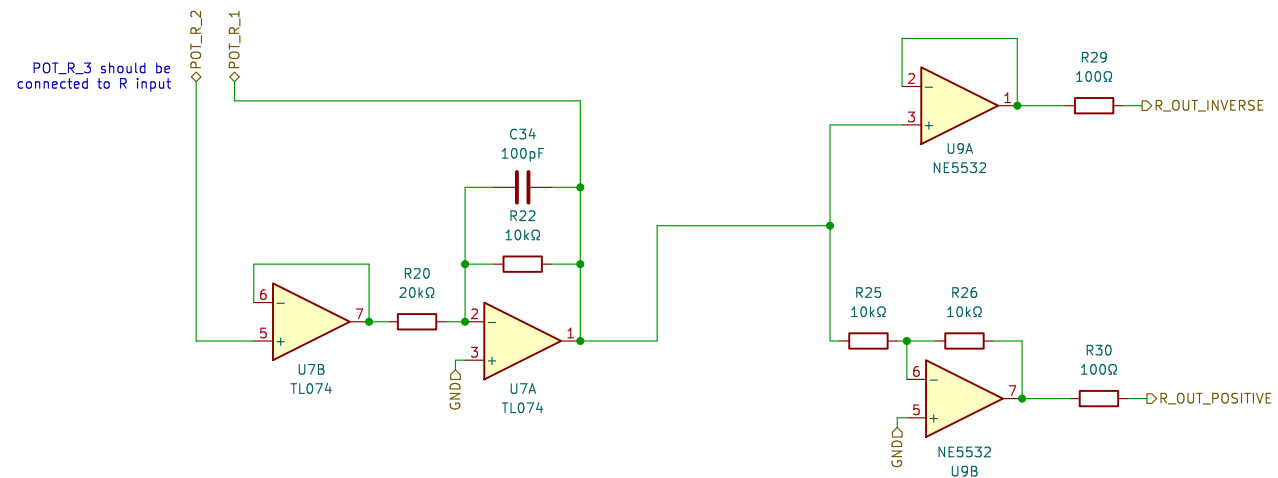 POT_R_2
POT_R_1
POT_R_3 should be
connected to R input
C34
100pF
R22
10kΩ
R20
20kΩ
6
5
7
U7B
TL074
2
3
1
GND
U7A
TL074
2
3
1
U9A
NE5532
R29
100Ω
R_OUT_INVERSE
R25
10kΩ
R26
10kΩ
6
5
7
GND
NE5532
U9B
R30
100Ω
R_OUT_POSITIVE